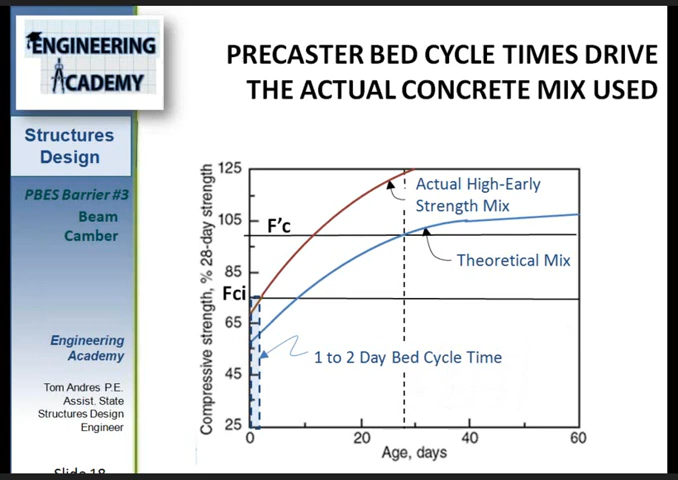 ENGINEERING
ACADEMY
PRECASTER BED CYCLE TIMES DRIVE
THE ACTUAL CONCRETE MIX USED
Structures
Design
PBES Barrier #3
Beam
Camber
Engineering
Academy
Tom Andres P.E.
Assist. State
Structures Design
Engineer
Slide 18
Compressive strength, % 28-day strength
125
105
85
65
45
25
F'c
Fci
Actual High-Early
Strength Mix
Theoretical Mix
1 to 2 Day Bed Cycle Time
0
20
40
60
Age, days